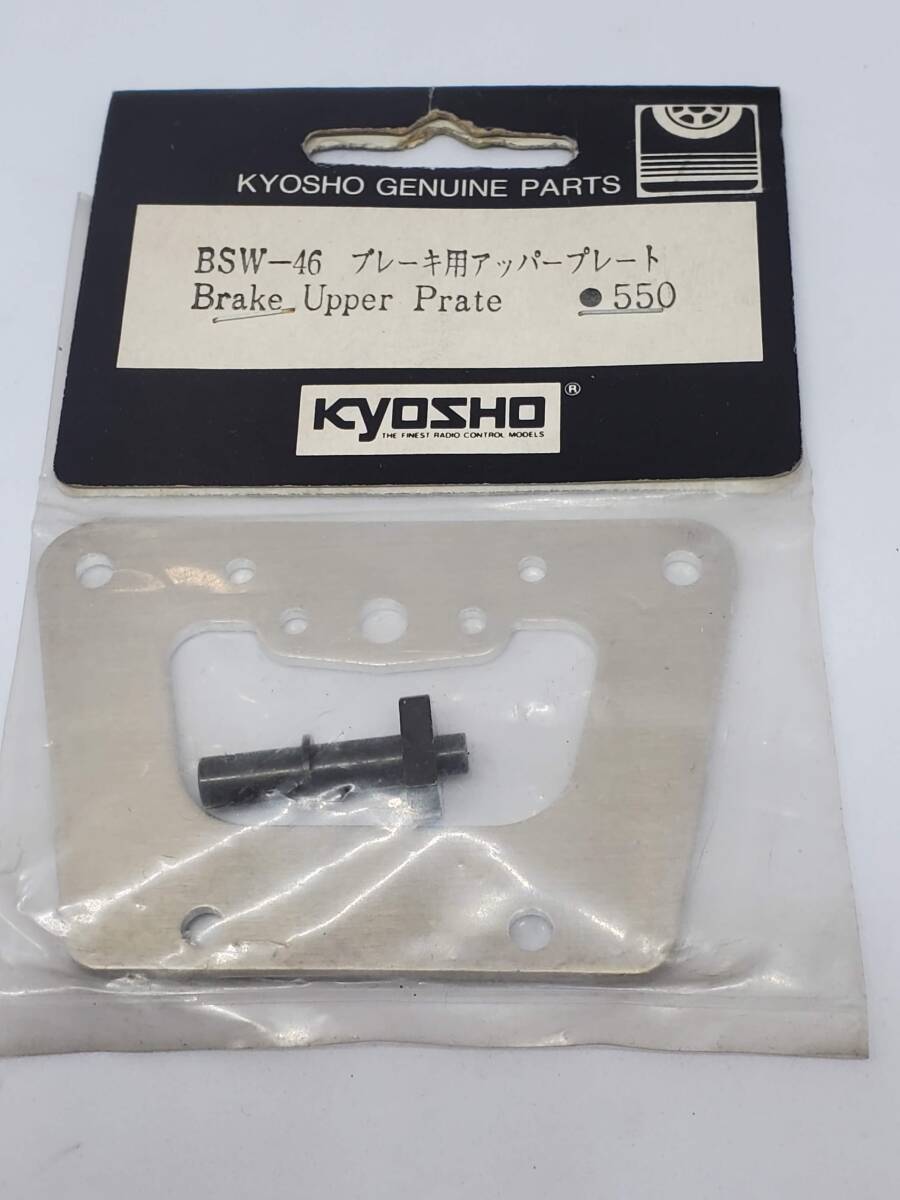 KYOSHO GENUINE PARTS
BSW-46 ブレーキ用アッパープレート
Brake Upper Prate ●550
KYOSHO ®
THE FINEST RADIO CONTROL MODELS